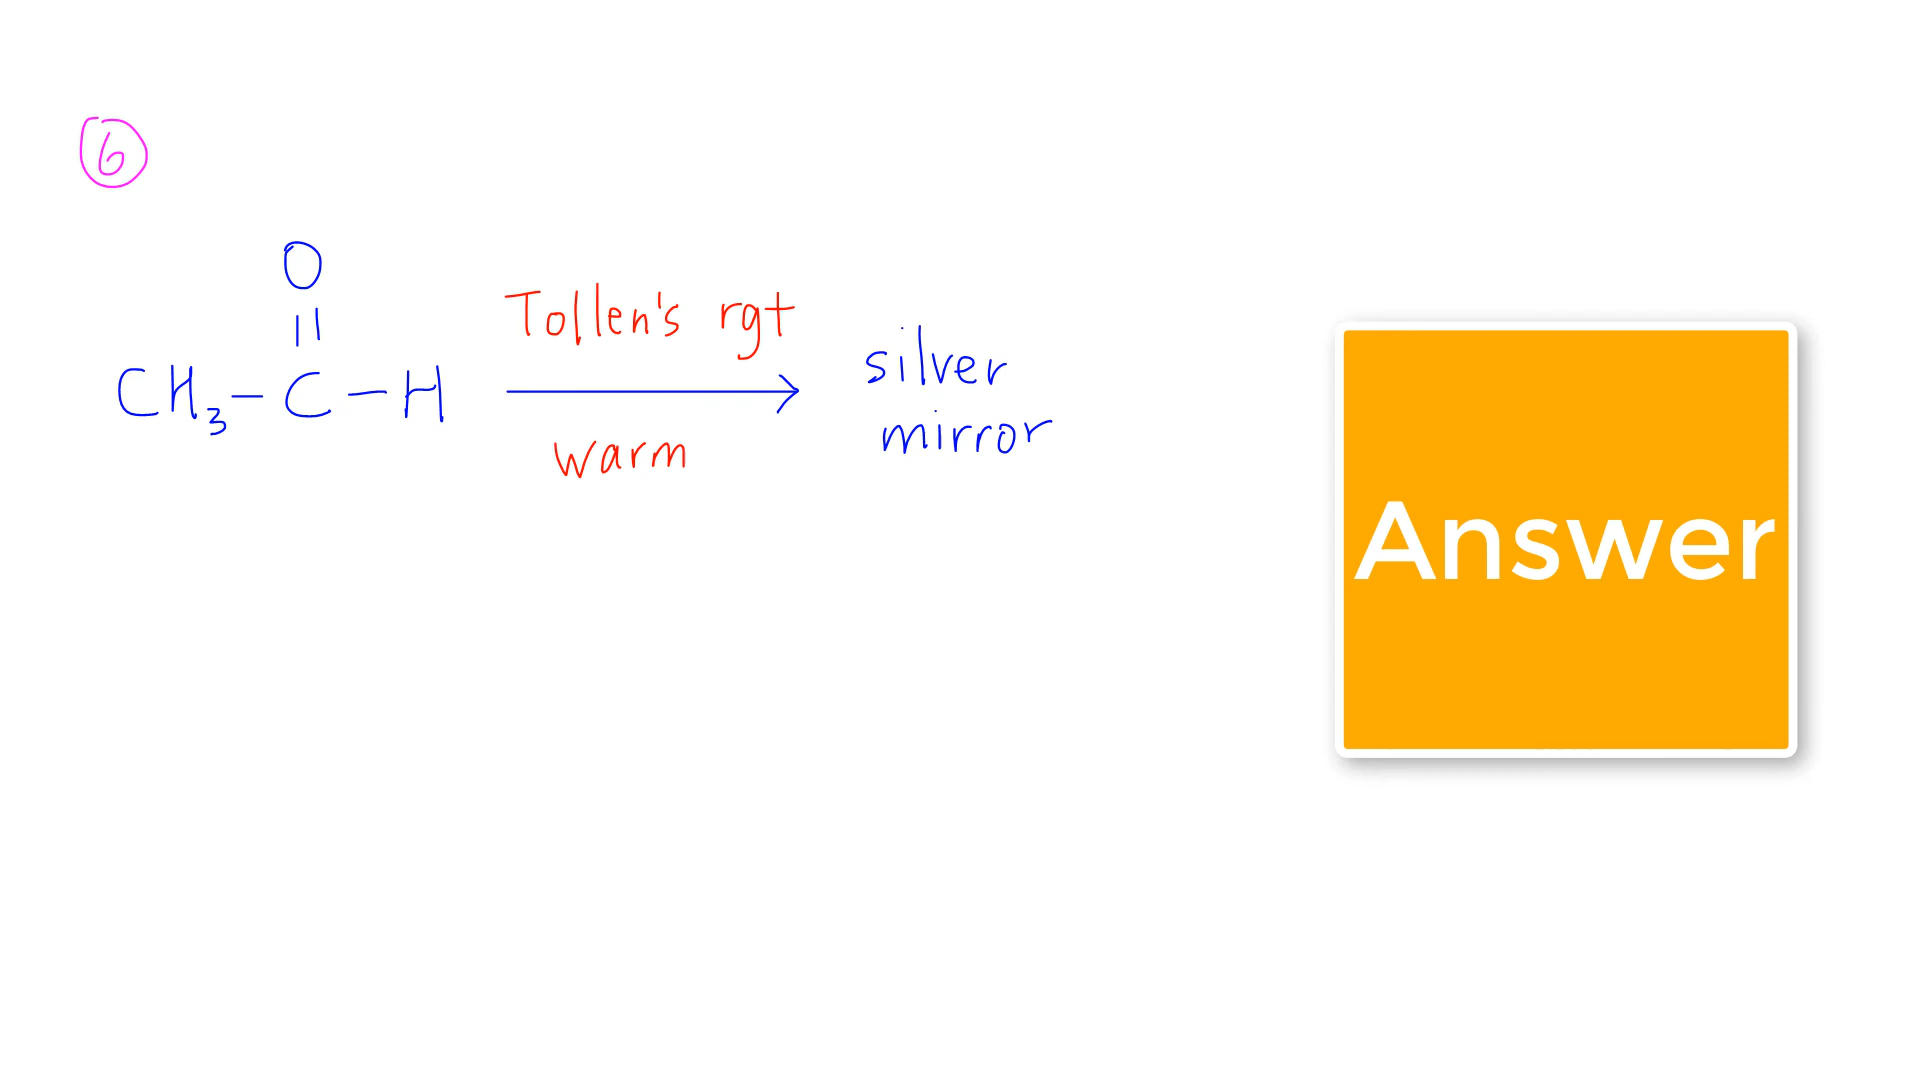 6
O
||
CH₃–C–H
Tollen's rgt
warm
silver
mirror
Answer